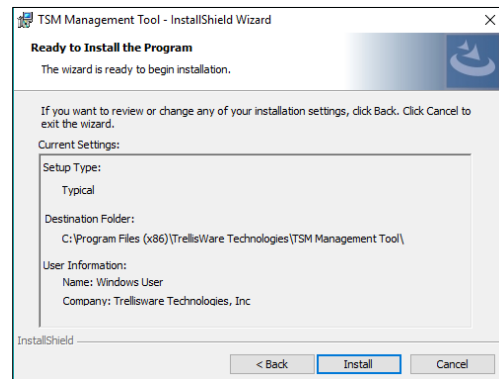 TSM Management Tool - InstallShield Wizard
Ready to Install the Program
The wizard is ready to begin installation.
If you want to review or change any of your installation settings, click Back. Click Cancel to
exit the wizard.
Current Settings:
Setup Type:
Typical
Destination Folder:
C:\Program Files (x86)\TrellisWare Technologies\TSM Management Tool\
User Information:
Name: Windows User
Company: Trellisware Technologies, Inc
InstallShield
< Back Install Cancel